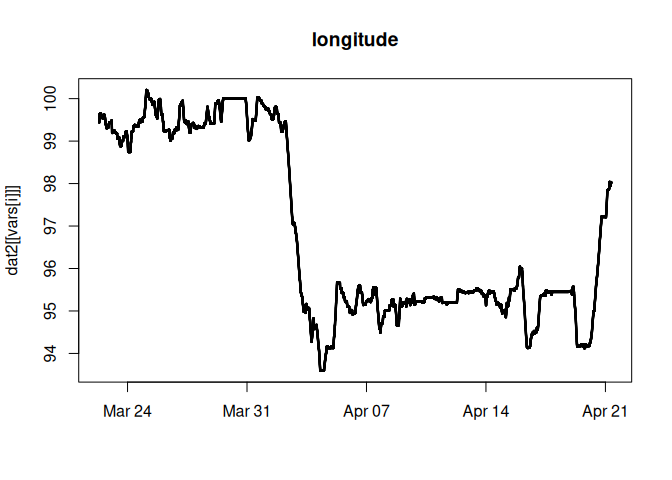 longitude
dat2[[vars[i]]]
100
99
98
97
96
95
94
Mar 24
Mar 31
Apr 07
Apr 14
Apr 21